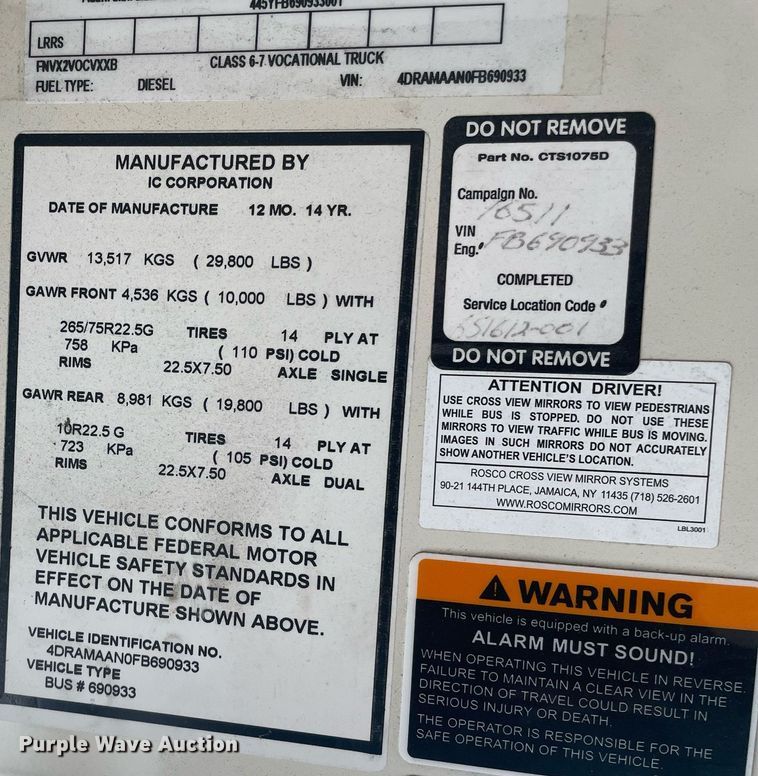 445YFB690933001
LRRS
FNVX2VOCVXXB
CLASS 6-7 VOCATIONAL TRUCK
FUEL TYPE: DIESEL VIN: 4DRAMAAN0FB690933
MANUFACTURED BY
IC CORPORATION
DATE OF MANUFACTURE 12 MO. 14 YR.
GVWR 13,517 KGS ( 29,800 LBS )
GAWR FRONT 4,536 KGS ( 10,000 LBS ) WITH
265/75R22.5G TIRES 14 PLY AT
758 KPa ( 110 PSI) COLD
RIMS 22.5X7.50 AXLE SINGLE
GAWR REAR 8,981 KGS ( 19,800 LBS ) WITH
10R22.5 G TIRES 14 PLY AT
723 KPa ( 105 PSI) COLD
RIMS 22.5X7.50 AXLE DUAL
THIS VEHICLE CONFORMS TO ALL
APPLICABLE FEDERAL MOTOR
VEHICLE SAFETY STANDARDS IN
EFFECT ON THE DATE OF
MANUFACTURE SHOWN ABOVE.
VEHICLE IDENTIFICATION NO.
4DRAMAAN0FB690933
VEHICLE TYPE
BUS # 690933
DO NOT REMOVE
Part No. CTS1075D
Campaign No.
16511
VIN
Eng.# FB690933
COMPLETED
Service Location Code #
651612-001
DO NOT REMOVE
ATTENTION DRIVER!
USE CROSS VIEW MIRRORS TO VIEW PEDESTRIANS
WHILE BUS IS STOPPED. DO NOT USE THESE
MIRRORS TO VIEW TRAFFIC WHILE BUS IS MOVING.
IMAGES IN SUCH MIRRORS DO NOT ACCURATELY
SHOW ANOTHER VEHICLE'S LOCATION.
ROSCO CROSS VIEW MIRROR SYSTEMS
90-21 144TH PLACE, JAMAICA, NY 11435 (718) 526-2601
WWW.ROSCOMIRRORS.COM
LBL3001
WARNING
This vehicle is equipped with a back-up alarm.
ALARM MUST SOUND!
WHEN OPERATING THIS VEHICLE IN REVERSE.
FAILURE TO MAINTAIN A CLEAR VIEW IN THE
DIRECTION OF TRAVEL COULD RESULT IN
SERIOUS INJURY OR DEATH.
THE OPERATOR IS RESPONSIBLE FOR THE
SAFE OPERATION OF THIS VEHICLE.
Purple Wave Auction